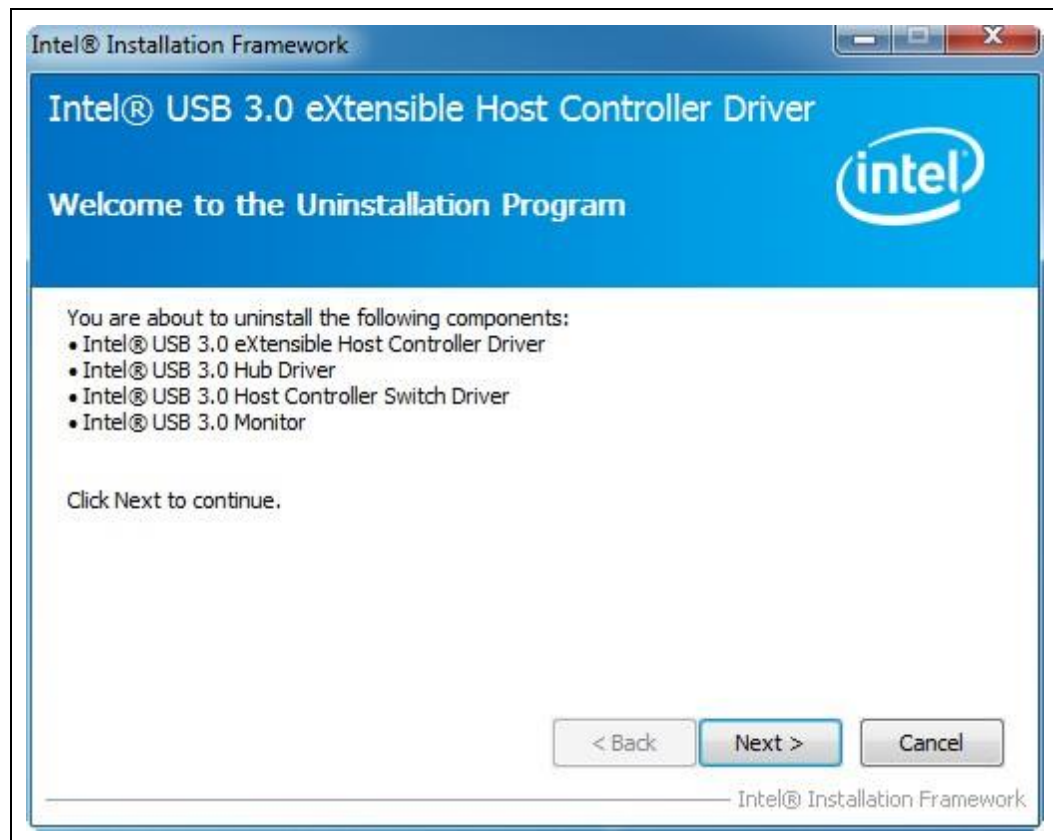 Intel® Installation Framework
Intel® USB 3.0 eXtensible Host Controller Driver
intel
Welcome to the Uninstallation Program
You are about to uninstall the following components:
• Intel® USB 3.0 eXtensible Host Controller Driver
• Intel® USB 3.0 Hub Driver
• Intel® USB 3.0 Host Controller Switch Driver
• Intel® USB 3.0 Monitor
Click Next to continue.
< Back Next > Cancel
Intel® Installation Framework